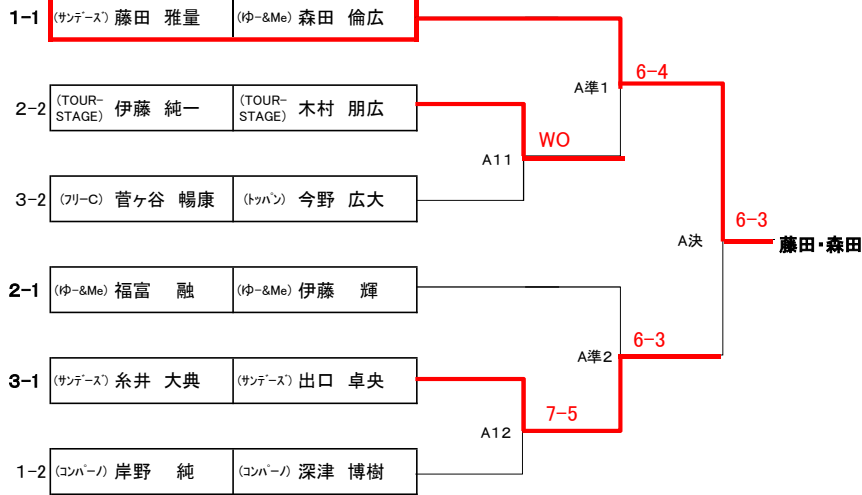 1-1 (サンデーズ) 藤田 雅量 (ゆー&Me) 森田 倫広
6-4
A準1
2-2 (TOUR-STAGE) 伊藤 純一 (TOUR-STAGE) 木村 朋広
WO
A11
3-2 (フリーC) 菅ヶ谷 暢康 (トッパン) 今野 広大
6-3
A決
藤田・森田
2-1 (ゆー&Me) 福富 融 (ゆー&Me) 伊藤 輝
6-3
A準2
3-1 (サンデーズ) 糸井 大典 (サンデーズ) 出口 卓央
7-5
A12
1-2 (コンパーノ) 岸野 純 (コンパーノ) 深津 博樹